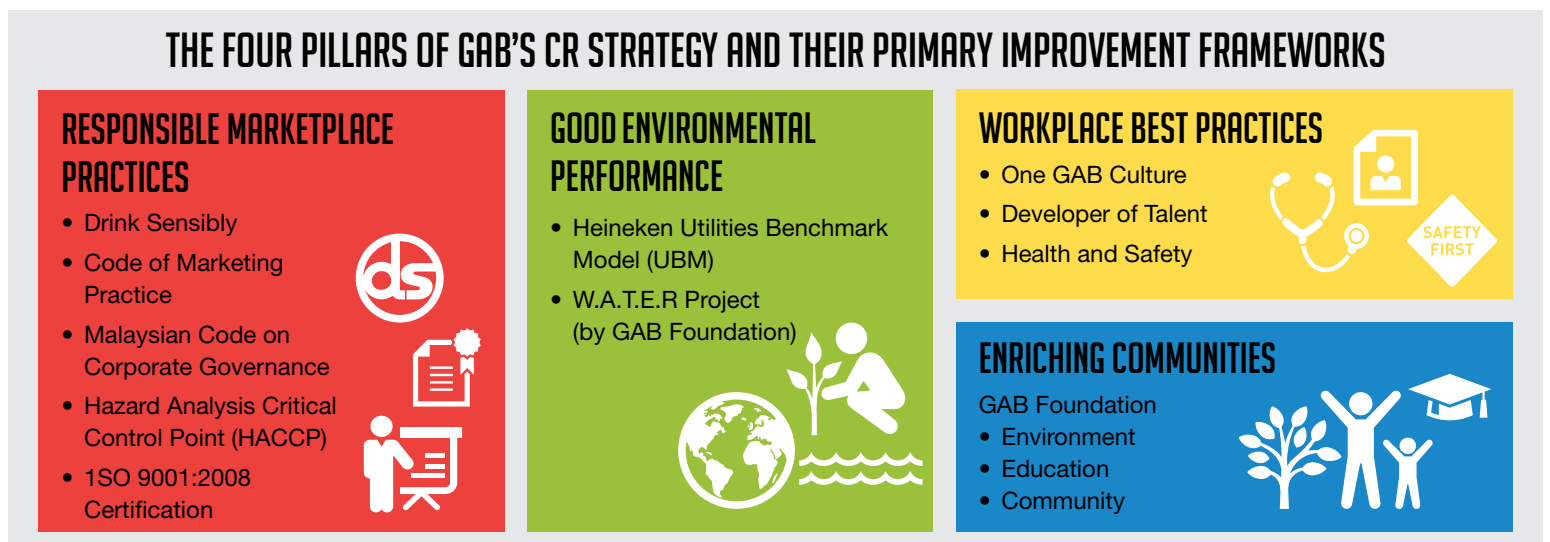 THE FOUR PILLARS OF GAB'S CR STRATEGY AND THEIR PRIMARY IMPROVEMENT FRAMEWORKS
RESPONSIBLE MARKETPLACE
PRACTICES
• Drink Sensibly
• Code of Marketing
Practice
• Malaysian Code on
Corporate Governance
• Hazard Analysis Critical
Control Point (HACCP)
• 1SO 9001:2008
Certification
ds
GOOD ENVIRONMENTAL
PERFORMANCE
• Heineken Utilities Benchmark
Model (UBM)
• W.A.T.E.R Project
(by GAB Foundation)
WORKPLACE BEST PRACTICES
• One GAB Culture
• Developer of Talent
• Health and Safety
SAFETY
FIRST
ENRICHING COMMUNITIES
GAB Foundation
• Environment
• Education
• Community